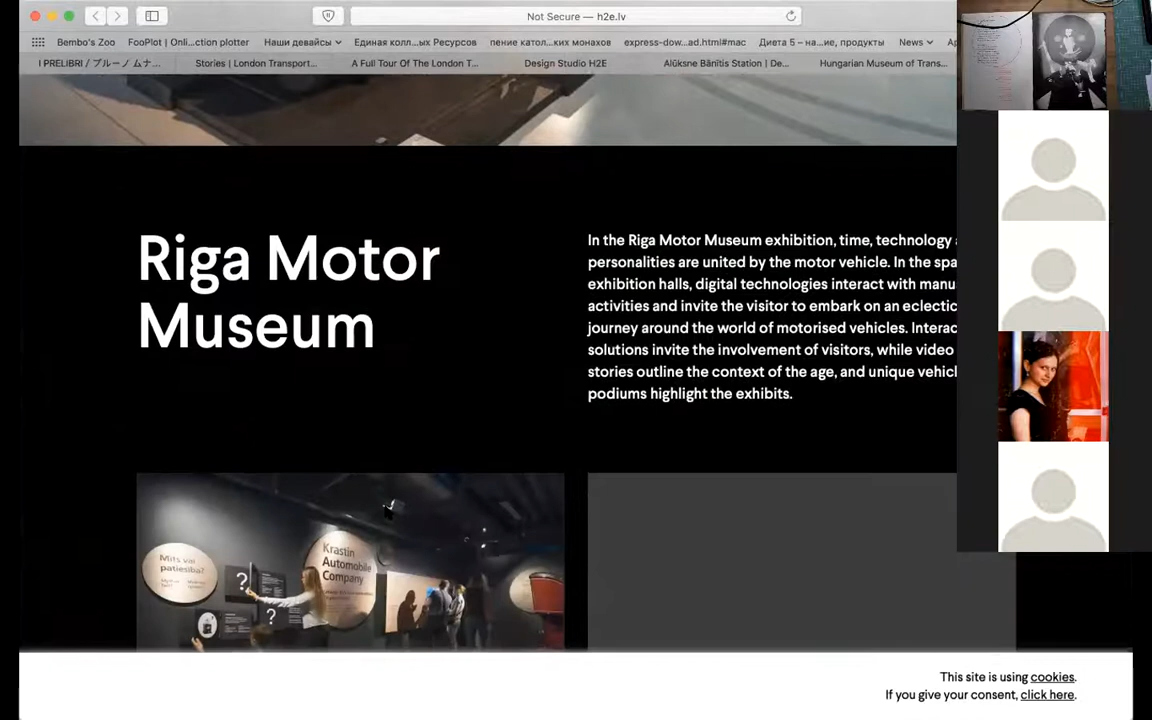 Not Secure — h2e.lv
Bembo's Zoo
FooPlot | Onli...ction plotter
Наши девайсы
Единая колл...ых Ресурсов
пение катол...ких монахов
express-dow...ad.html#mac
Диета 5 – на...ие, продукты
News
I PRELIBRI / ブルーノ ムナ...
Stories | London Transport...
A Full Tour Of The London T...
Design Studio H2E
Alūksne Bānītis Station | De...
Hungarian Museum of Trans...
Riga Motor
Museum
In the Riga Motor Museum exhibition, time, technology
personalities are united by the motor vehicle. In the spa
exhibition halls, digital technologies interact with manu
activities and invite the visitor to embark on an eclectic
journey around the world of motorised vehicles. Interac
solutions invite the involvement of visitors, while video
stories outline the context of the age, and unique vehicl
podiums highlight the exhibits.
Mīts vai
patiesība?
?
?
Krastin
Automobile
Company
This site is using cookies.
If you give your consent, click here.